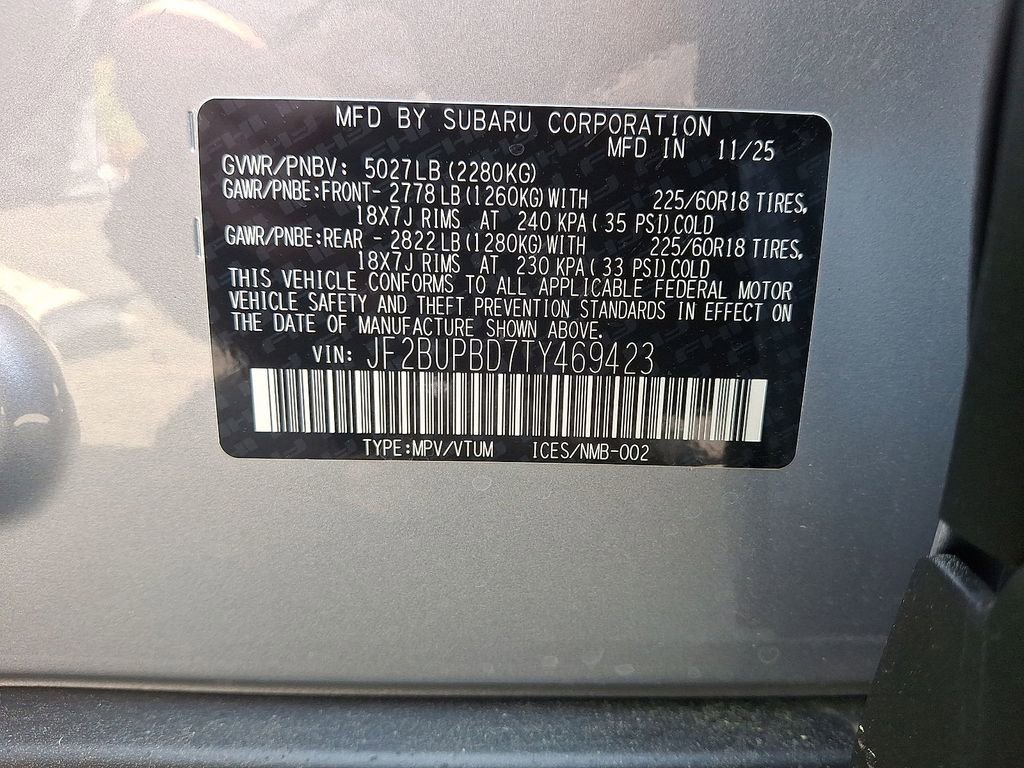 MFD BY SUBARU CORPORATION
MFD IN 11/25
GVWR/PNBV: 5027LB (2280KG)
GAWR/PNBE:FRONT- 2778 LB (1260KG) WITH 225/60R18 TIRES,
18X7J RIMS AT 240 KPA ( 35 PSI) COLD
GAWR/PNBE:REAR - 2822 LB (1280KG) WITH 225/60R18 TIRES,
18X7J RIMS AT 230 KPA ( 33 PSI) COLD
THIS VEHICLE CONFORMS TO ALL APPLICABLE FEDERAL MOTOR
VEHICLE SAFETY AND THEFT PREVENTION STANDARDS IN EFFECT ON
THE DATE OF MANUFACTURE SHOWN ABOVE.
VIN: JF2BUPBD7TY469423
TYPE:MPV/VTUM ICES/NMB-002